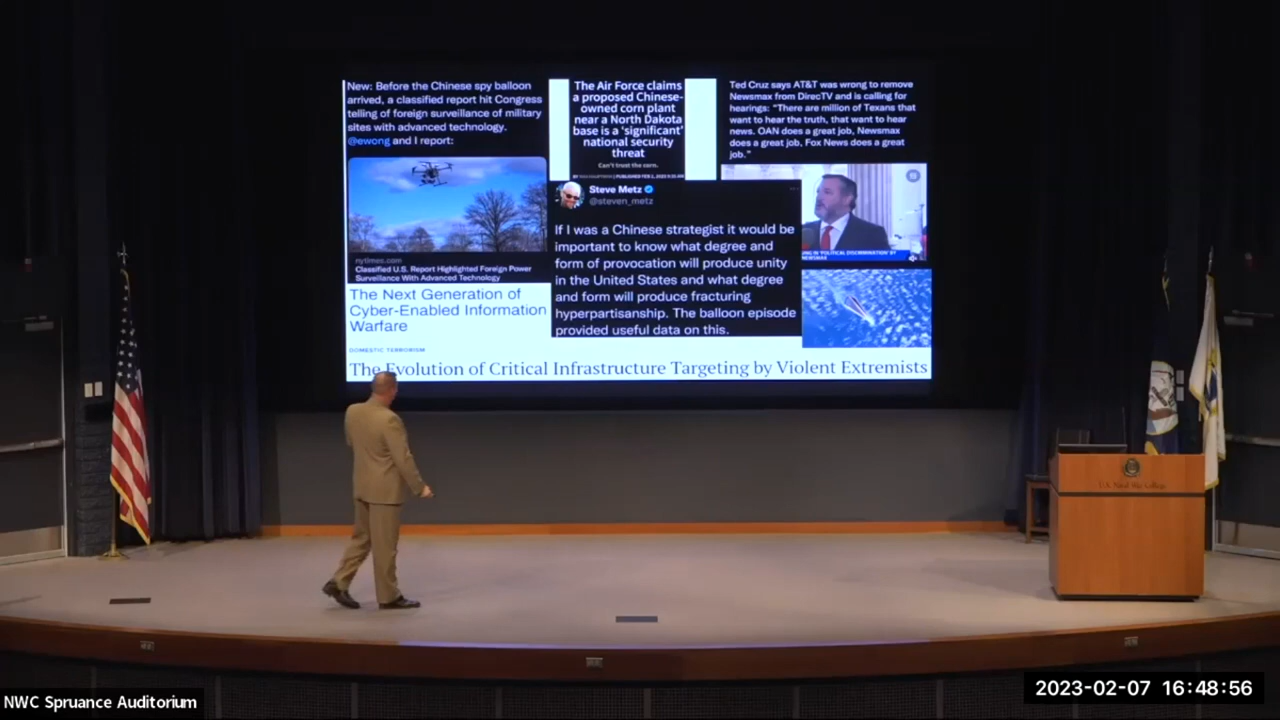 New: Before the Chinese spy balloon
arrived, a classified report hit Congress
telling of foreign surveillance of military
sites with advanced technology.
@ewong and I report:
nytimes.com
Classified U.S. Report Highlighted Foreign Power
Surveillance With Advanced Technology
The Next Generation of
Cyber-Enabled Information
Warfare
DOMESTIC TERRORISM
The Evolution of Critical Infrastructure Targeting by Violent Extremists
The Air Force claims
a proposed Chinese-
owned corn plant
near a North Dakota
base is a 'significant'
national security
threat
Can't trust the corn.
Steve Metz
@steven_metz
If I was a Chinese strategist it would be
important to know what degree and
form of provocation will produce unity
in the United States and what degree
and form will produce fracturing
hyperpartisanship. The balloon episode
provided useful data on this.
Ted Cruz says AT&T was wrong to remove
Newsmax from DirecTV and is calling for
hearings: "There are million of Texans that
want to hear the truth, that want to hear
news. OAN does a great job, Newsmax
does a great job, Fox News does a great
job."
IN 'POLITICAL DISCRIMINATION' BY
NEWSMAX
NWC Spruance Auditorium
2023-02-07 16:48:56